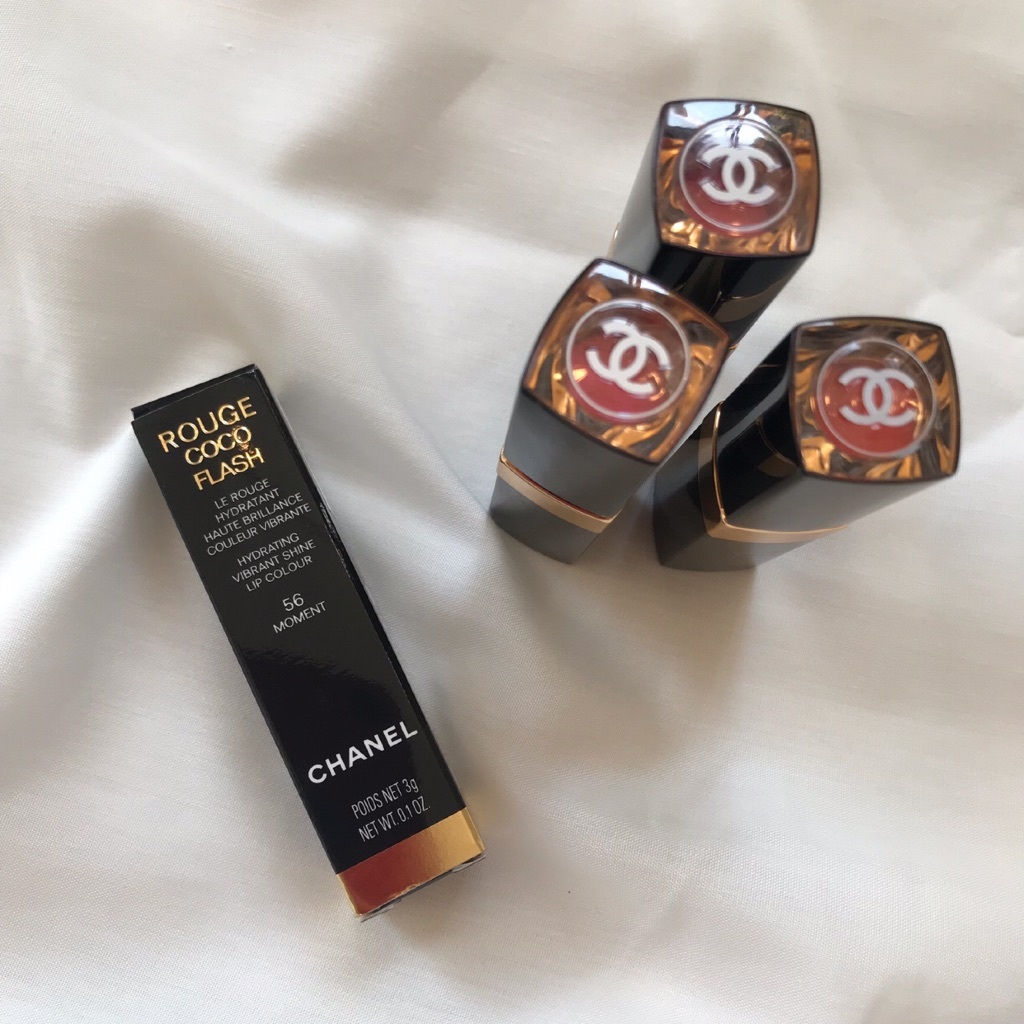 ROUGE
COCO
FLASH
LE ROUGE
HYDRATANT
HAUTE BRILLANCE
COULEUR VIBRANTE
HYDRATING
VIBRANT SHINE
LIP COLOUR
56
MOMENT
CHANEL
POIDS NET 3g
NET WT. 0.1 OZ.